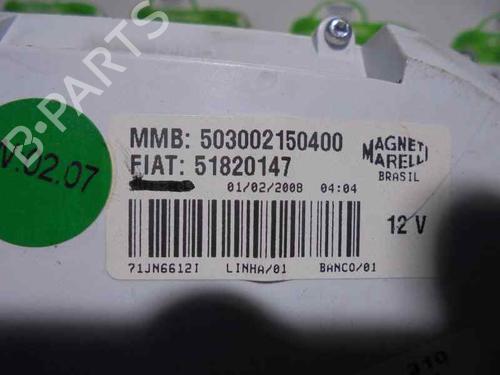 MMB: 503002150400
FIAT: 51820147
MAGNETI
MARELLI
BRASIL
01/02/2008 04:04
12 V
71JN6612I LINHA/01 BANCO/01
V.02.07
B-PARTS
210